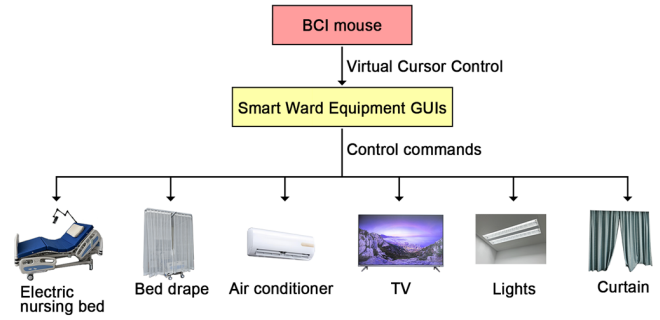 BCI mouse
Virtual Cursor Control
Smart Ward Equipment GUIs
Control commands
Electric
nursing bed
Bed drape
Air conditioner
TV
Lights
Curtain